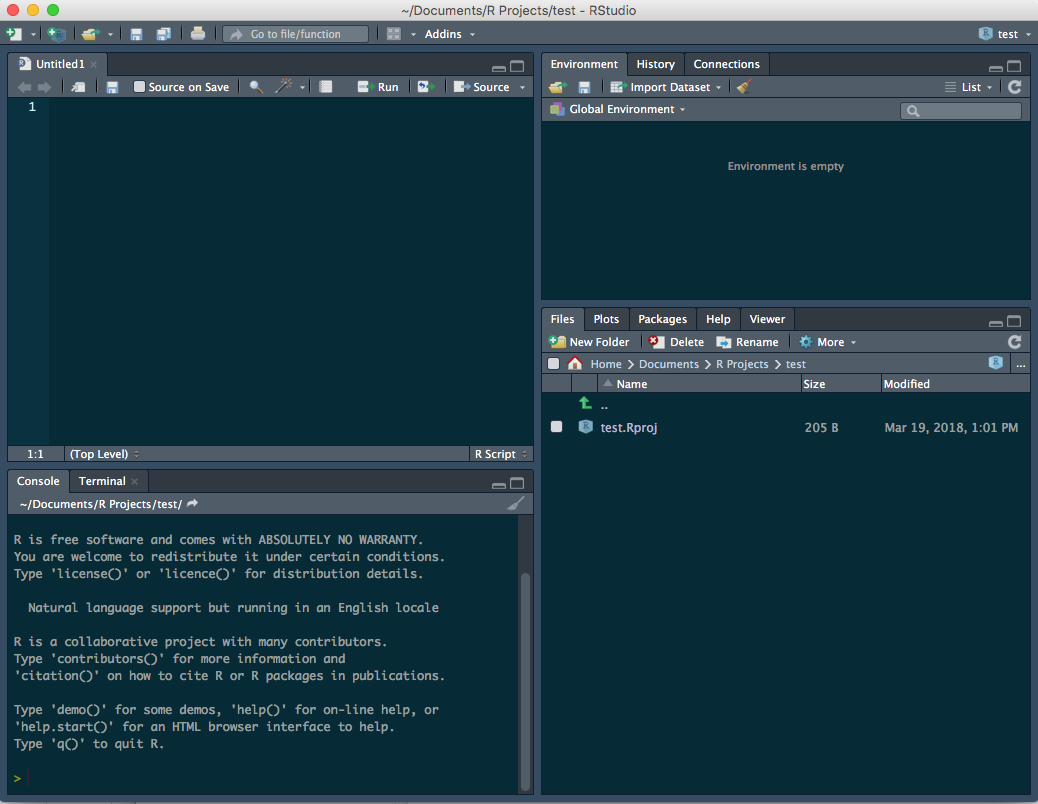 ~/Documents/R Projects/test - RStudio
Go to file/function
Addins
test
Untitled1
Source on Save
Run
Source
1
1:1
(Top Level)
R Script
Console
Terminal
~/Documents/R Projects/test/
R is free software and comes with ABSOLUTELY NO WARRANTY.
You are welcome to redistribute it under certain conditions.
Type 'license()' or 'licence()' for distribution details.
Natural language support but running in an English locale
R is a collaborative project with many contributors.
Type 'contributors()' for more information and
'citation()' on how to cite R or R packages in publications.
Type 'demo()' for some demos, 'help()' for on-line help, or
'help.start()' for an HTML browser interface to help.
Type 'q()' to quit R.
>
Environment
History
Connections
Import Dataset
List
Global Environment
Environment is empty
Files
Plots
Packages
Help
Viewer
New Folder
Delete
Rename
More
Home
Documents
R Projects
test
...
Name
Size
Modified
..
test.Rproj
205 B
Mar 19, 2018, 1:01 PM